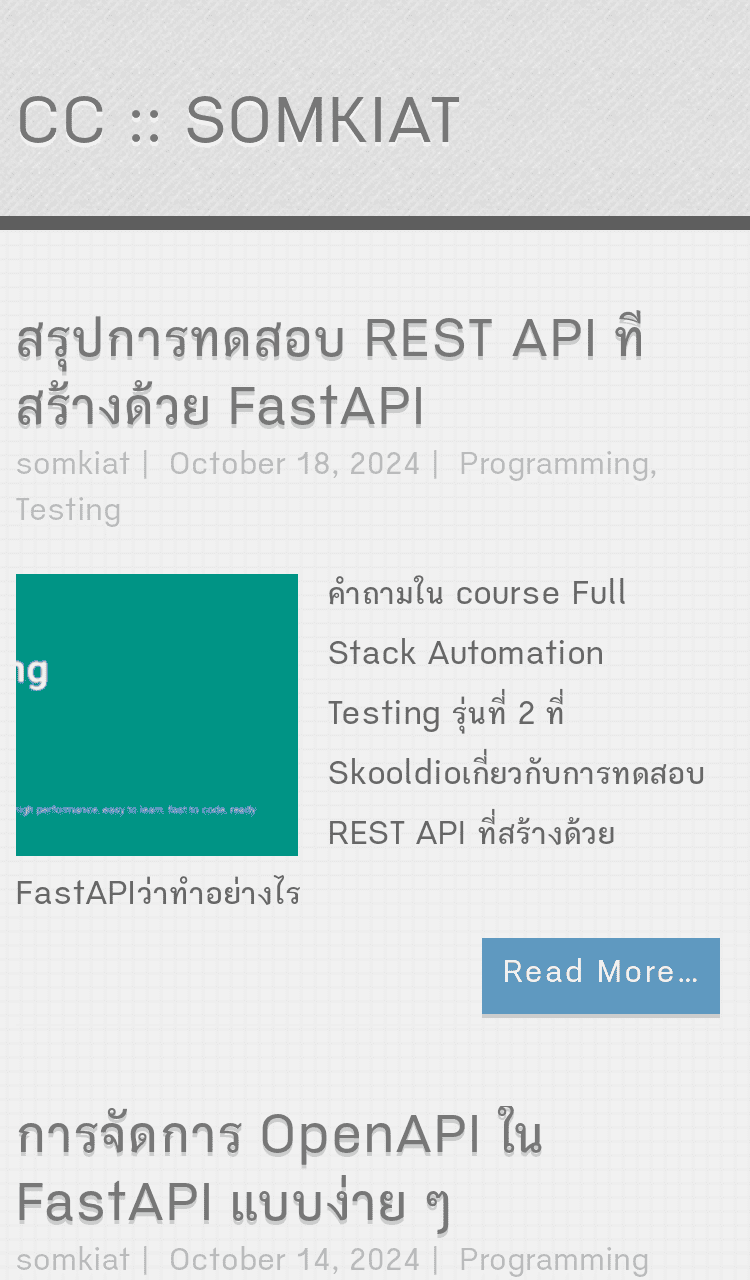 CC :: SOMKIAT
สรุปการทดสอบ REST API ที่
สร้างด้วย FastAPI
somkiat | October 18, 2024 | Programming,
Testing
คำถามใน course Full
Stack Automation
Testing รุ่นที่ 2 ที่
Skooldioเกี่ยวกับการทดสอบ
REST API ที่สร้างด้วย
ng
high performance, easy to learn, fast to code, ready
FastAPIว่าทำอย่างไร
Read More…
การจัดการ OpenAPI ใน
FastAPI แบบง่าย ๆ
somkiat | October 14, 2024 | Programming